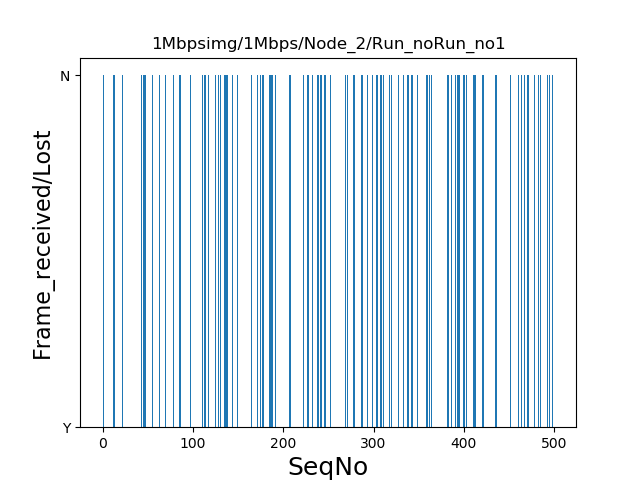 1Mbpsimg/1Mbps/Node_2/Run_noRun_no1
N
Frame_received/Lost
Y
0 100 200 300 400 500
SeqNo